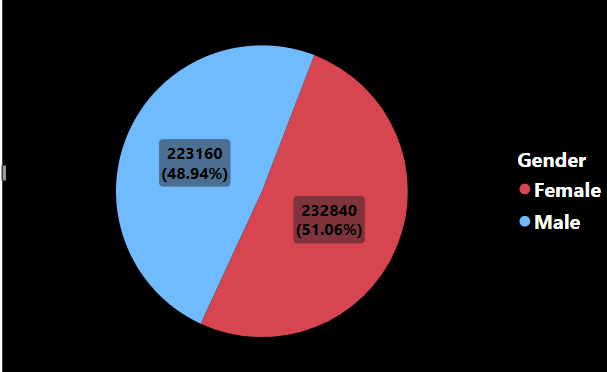 223160
(48.94%)
232840
(51.06%)
Gender
Female
Male